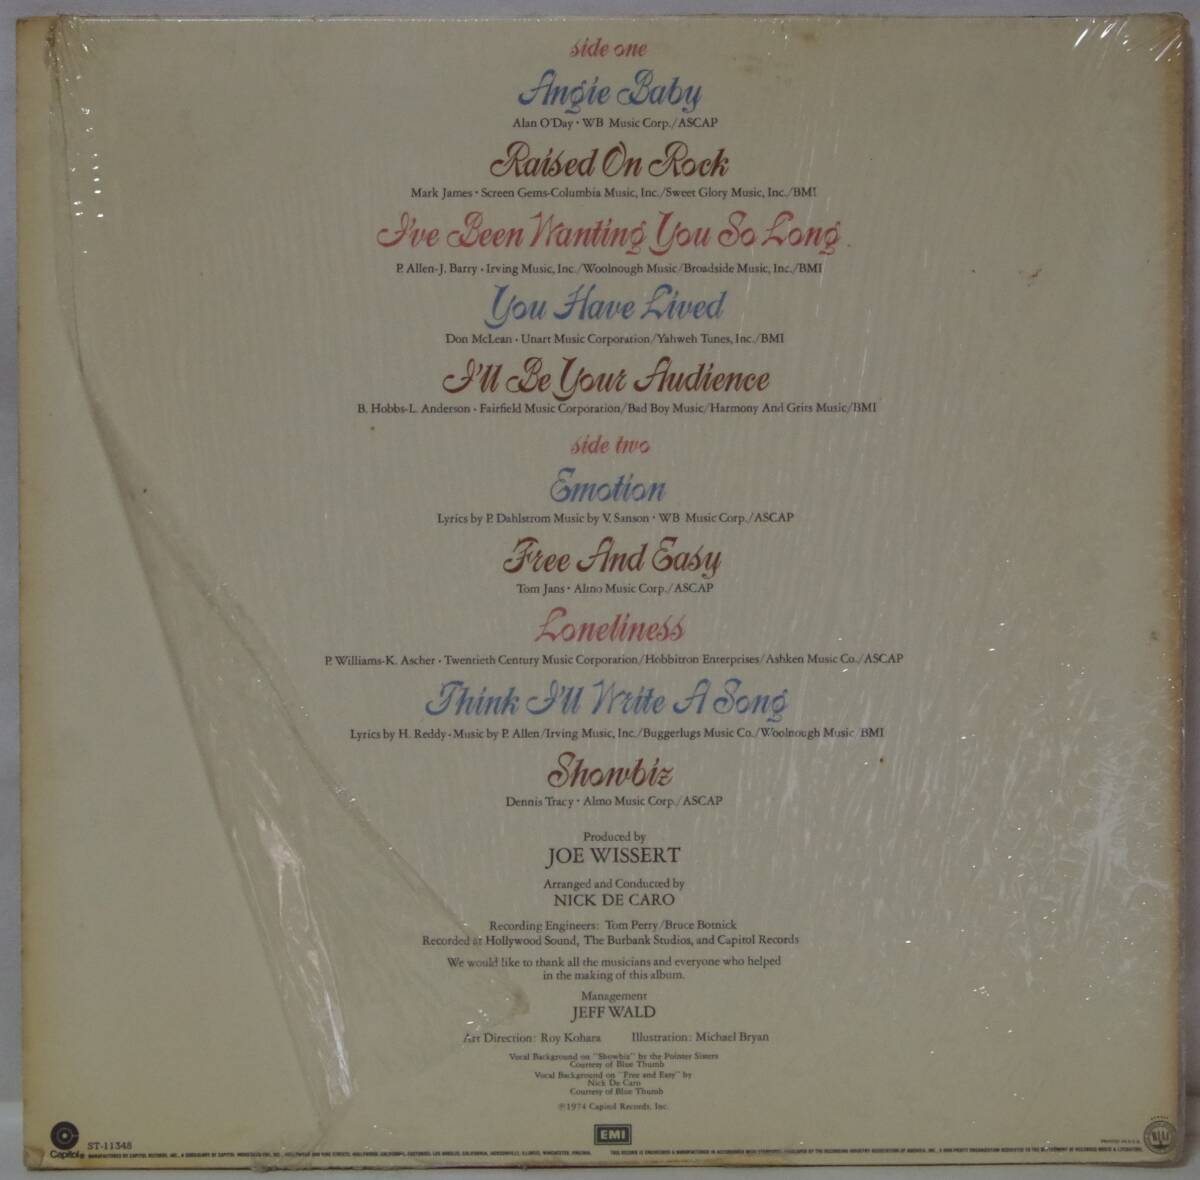 side one
Angie Baby
Alan O'Day • WB Music Corp./ASCAP
Raised On Rock
Mark James • Screen Gems-Columbia Music, Inc./Sweet Glory Music, Inc./BMI
I've Been Wanting You So Long
P. Allen-J. Barry • Irving Music, Inc./Woolnough Music/Broadside Music, Inc./BMI
You Have Lived
Don McLean • Unart Music Corporation/Yahweh Tunes, Inc./BMI
I'll Be Your Audience
B. Hobbs-L. Anderson • Fairfield Music Corporation/Bad Boy Music/Harmony And Grits Music/BMI
side two
Emotion
Lyrics by P. Dahlstrom Music by V. Sanson • WB Music Corp./ASCAP
Free And Easy
Tom Jans • Almo Music Corp./ASCAP
Loneliness
P. Williams-K. Ascher • Twentieth Century Music Corporation/Hobbitron Enterprises/Ashken Music Co./ASCAP
Think I'll Write A Song
Lyrics by H. Reddy-Music by P. Allen/Irving Music, Inc./Buggerlugs Music Co./Woolnough Music/BMI
Showbiz
Dennis Tracy • Almo Music Corp./ASCAP
Produced by
JOE WISSERT
Arranged and Conducted by
NICK DE CARO
Recording Engineers: Tom Perry/Bruce Botnick
Recorded at Hollywood Sound, The Burbank Studios, and Capitol Records
We would like to thank all the musicians and everyone who helped
in the making of this album.
Management
JEFF WALD
Art Direction: Roy Kohara Illustration: Michael Bryan
Vocal Background on "Showbiz" by the Pointer Sisters
Courtesy of Blue Thumb
Vocal Background on "Free and Easy" by
Nick De Caro
Courtesy of Blue Thumb
℗1974 Capitol Records, Inc.
Capitol®
ST-11348
EMI
PRINTED IN U.S.A.